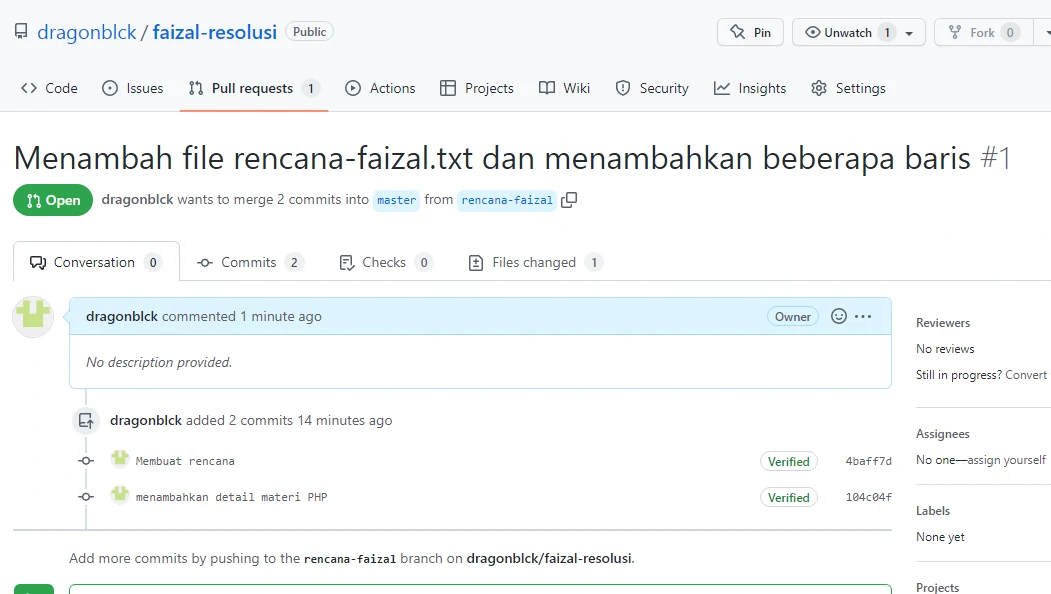 dragonblck / faizal-resolusi Public Pin Unwatch 1 Fork 0
Code Issues Pull requests 1 Actions Projects Wiki Security Insights Settings
Menambah file rencana-faizal.txt dan menambahkan beberapa baris #1
Open dragonblck wants to merge 2 commits into master from rencana-faizal
Conversation 0 Commits 2 Checks 0 Files changed 1
dragonblck commented 1 minute ago Owner ...
No description provided.
dragonblck added 2 commits 14 minutes ago
Membuat rencana Verified 4baff7d
menambahkan detail materi PHP Verified 104c04f
Add more commits by pushing to the rencana-faizal branch on dragonblck/faizal-resolusi.
Reviewers
No reviews
Still in progress? Convert
Assignees
No one—assign yourself
Labels
None yet
Projects